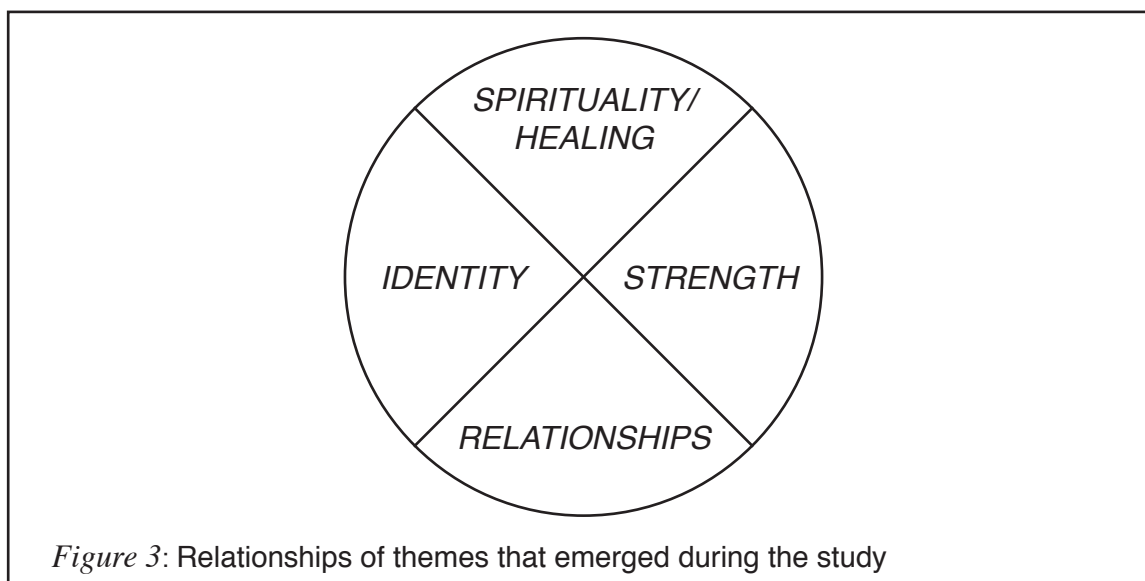 SPIRITUALITY/
HEALING
IDENTITY
STRENGTH
RELATIONSHIPS
Figure 3: Relationships of themes that emerged during the study